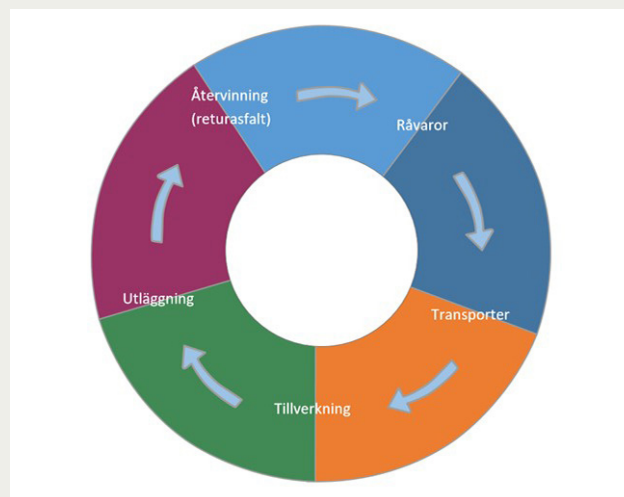 Återvinning
(returasfalt)
Råvaror
Transporter
Tillverkning
Utläggning